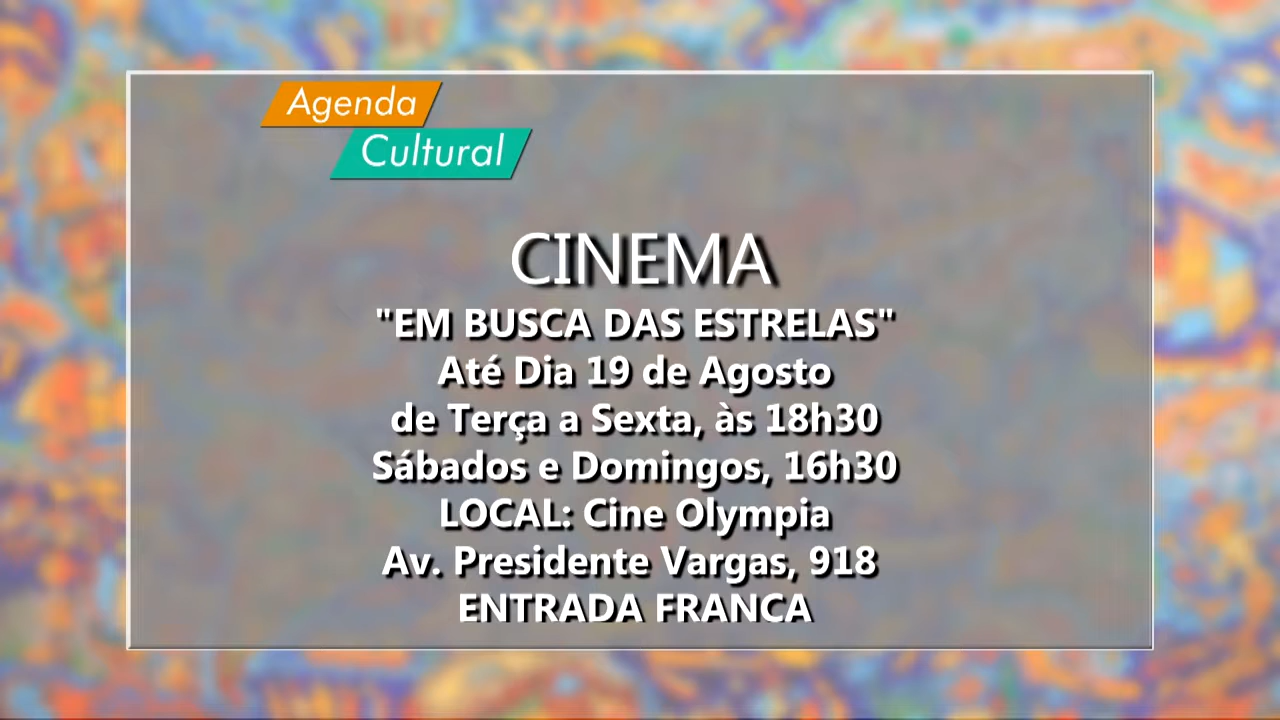 Agenda
Cultural
CINEMA
"EM BUSCA DAS ESTRELAS"
Até Dia 19 de Agosto
de Terça a Sexta, às 18h30
Sábados e Domingos, 16h30
LOCAL: Cine Olympia
Av. Presidente Vargas, 918
ENTRADA FRANCA